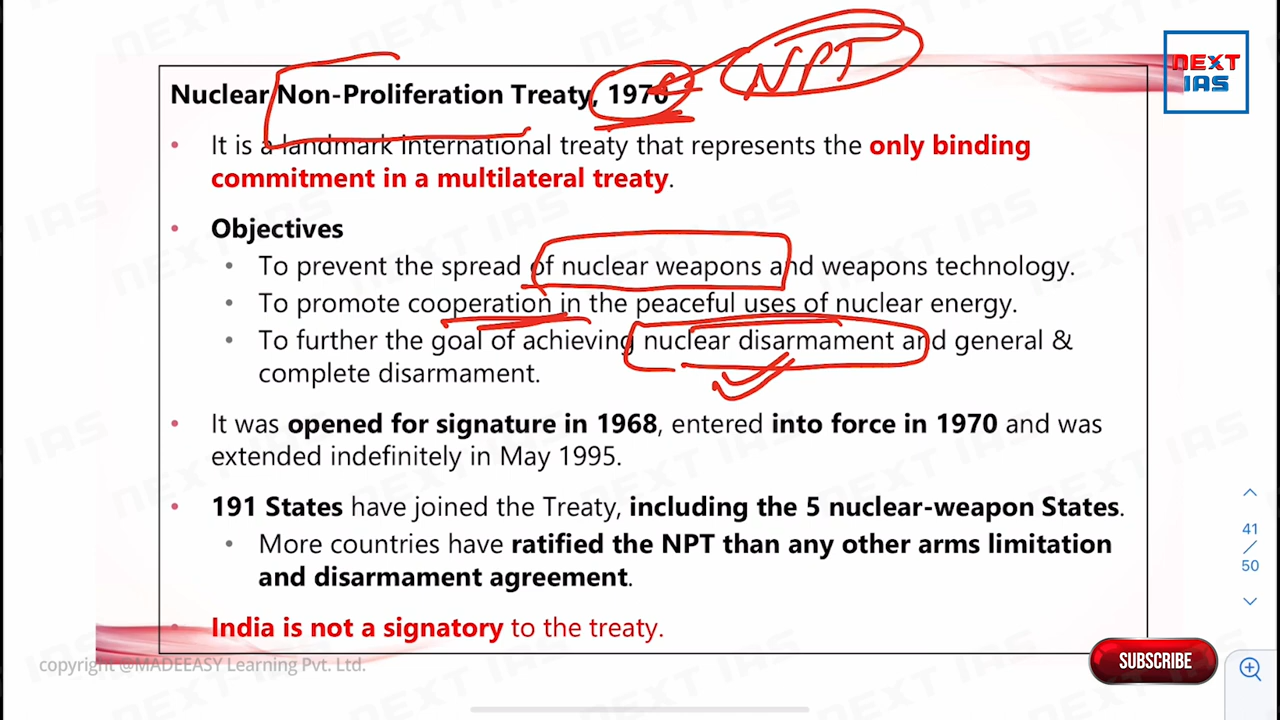 NPT
NEXT
IAS
Nuclear Non-Proliferation Treaty, 1970
• It is a landmark international treaty that represents the only binding
commitment in a multilateral treaty.
• Objectives
• To prevent the spread of nuclear weapons and weapons technology.
• To promote cooperation in the peaceful uses of nuclear energy.
• To further the goal of achieving nuclear disarmament and general &
complete disarmament.
• It was opened for signature in 1968, entered into force in 1970 and was
extended indefinitely in May 1995.
• 191 States have joined the Treaty, including the 5 nuclear-weapon States.
• More countries have ratified the NPT than any other arms limitation
and disarmament agreement.
• India is not a signatory to the treaty.
41
/
50
copyright @MADEEASY Learning Pvt. Ltd.
SUBSCRIBE